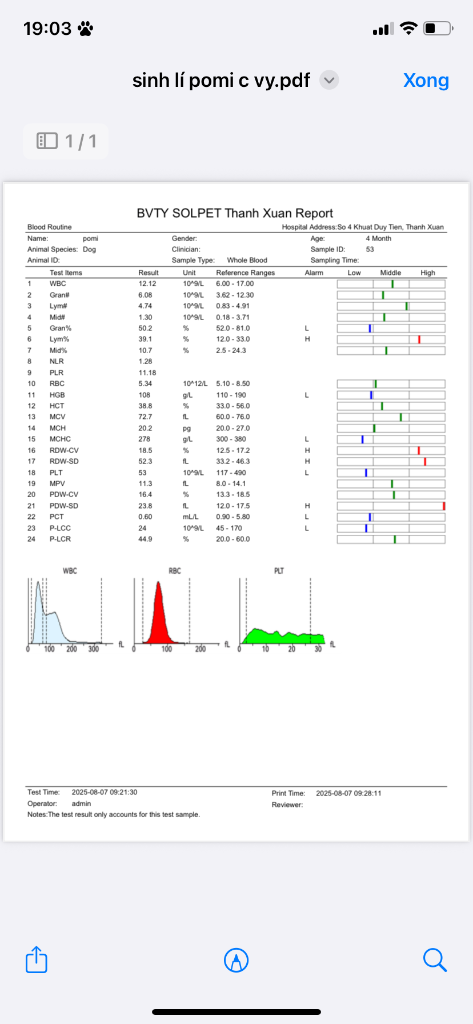 19:03
sinh lí pomi c vy.pdf
Xong
1/1
BVTY SOLPET Thanh Xuan Report
Blood Routine Hospital Address:So 4 Khuat Duy Tien, Thanh Xuan
Name: pomi Gender: Age: 4 Month
Animal Species: Dog Clinician: Sample ID: 53
Animal ID: Sample Type: Whole Blood Sampling Time:
Test Items Result Unit Reference Ranges Alarm Low Middle High
1 WBC 12.12 10^9/L 6.00 - 17.00
2 Gran# 6.08 10^9/L 3.62 - 12.30
3 Lym# 4.74 10^9/L 0.83 - 4.91
4 Mid# 1.30 10^9/L 0.18 - 3.71
5 Gran% 50.2 % 52.0 - 81.0 L
6 Lym% 39.1 % 12.0 - 33.0 H
7 Mid% 10.7 % 2.5 - 24.3
8 NLR 1.28
9 PLR 11.18
10 RBC 5.34 10^12/L 5.10 - 8.50
11 HGB 108 g/L 110 - 190 L
12 HCT 38.8 % 33.0 - 56.0
13 MCV 72.7 fL 60.0 - 76.0
14 MCH 20.2 pg 20.0 - 27.0
15 MCHC 278 g/L 300 - 380 L
16 RDW-CV 18.5 % 12.5 - 17.2 H
17 RDW-SD 52.3 fL 33.2 - 46.3 H
18 PLT 53 10^9/L 117 - 490 L
19 MPV 11.3 fL 8.0 - 14.1
20 PDW-CV 16.4 % 13.3 - 18.5
21 PDW-SD 23.8 fL 12.0 - 17.5 H
22 PCT 0.60 mL/L 0.90 - 5.80 L
23 P-LCC 24 10^9/L 45 - 170 L
24 P-LCR 44.9 % 20.0 - 60.0
WBC RBC PLT
0 100 200 300 fL 0 100 200 fL 0 10 20 30 fL
Test Time: 2025-08-07 09:21:30 Print Time: 2025-08-07 09:28:11
Operator: admin Reviewer:
Notes:The test result only accounts for this test sample.